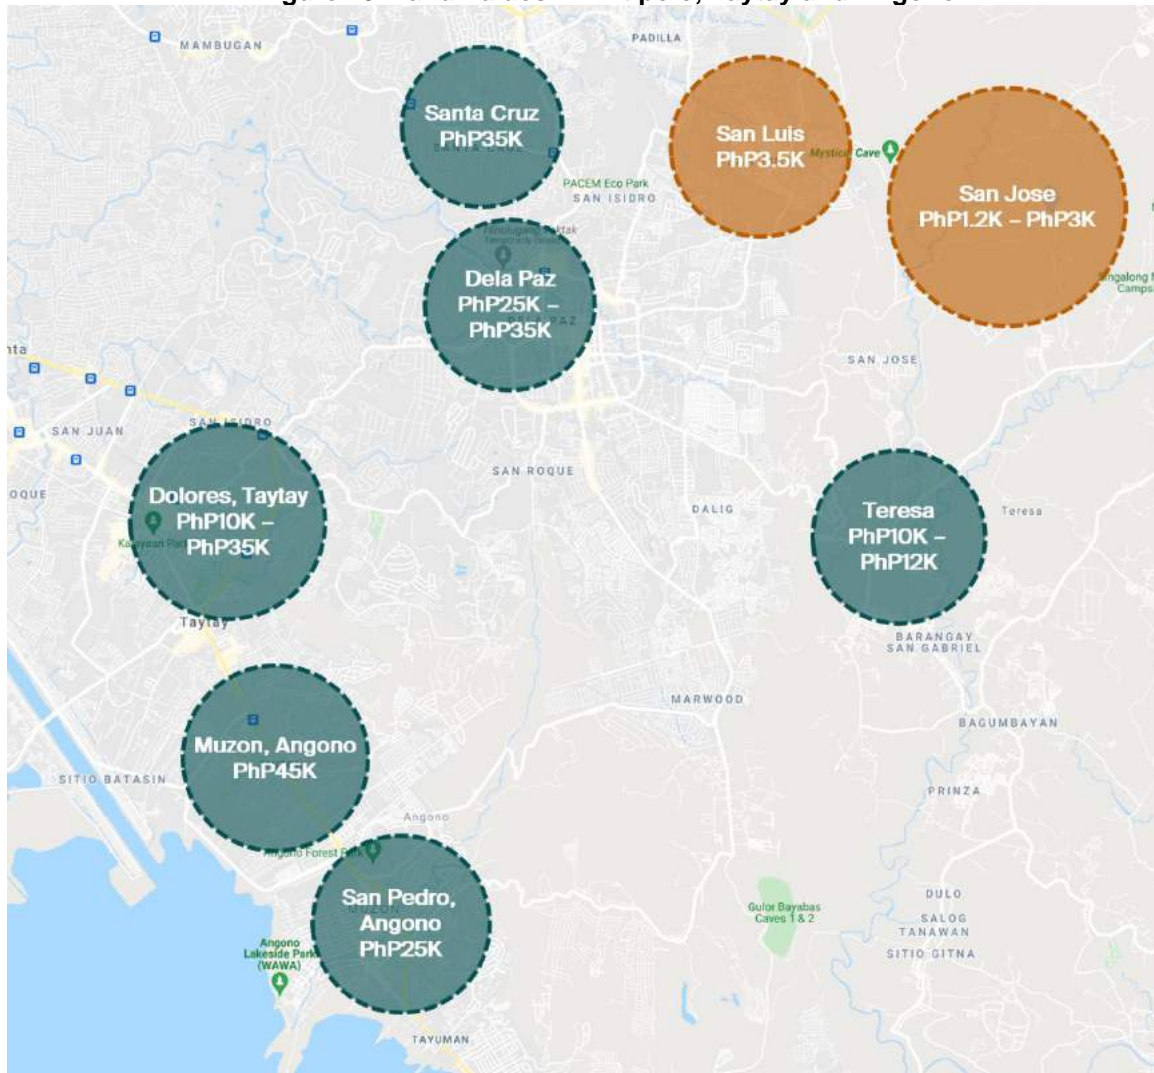 PADILLA
MAMBUGAN
Santa Cruz
PhP35K
San Luis
PhP3.5K
Mystical Cave
San Jose
PhP1.2K – PhP3K
PACEM Eco Park
SAN ISIDRO
Dela Paz
PhP25K –
PhP35K
Camps
SAN JOSE
SAN ISIDRO
SAN JUAN
SAN ROQUE
Dolores, Taytay
PhP10K –
PhP35K
DALIG
Teresa
PhP10K –
PhP12K
Teresa
Taytay
BARANGAY
SAN GABRIEL
MARWOOD
BAGUMBAYAN
Muzon, Angono
PhP45K
SITIO BATASIN
PRINZA
Angono
Angono Forest Park
San Pedro,
Angono
PhP25K
Gulor Bayabas
Caves 1 & 2
DULO
SALOG
TANAWAN
SITIO GITNA
Angono
Lakeside Park
(WAWA)
TAYUMAN